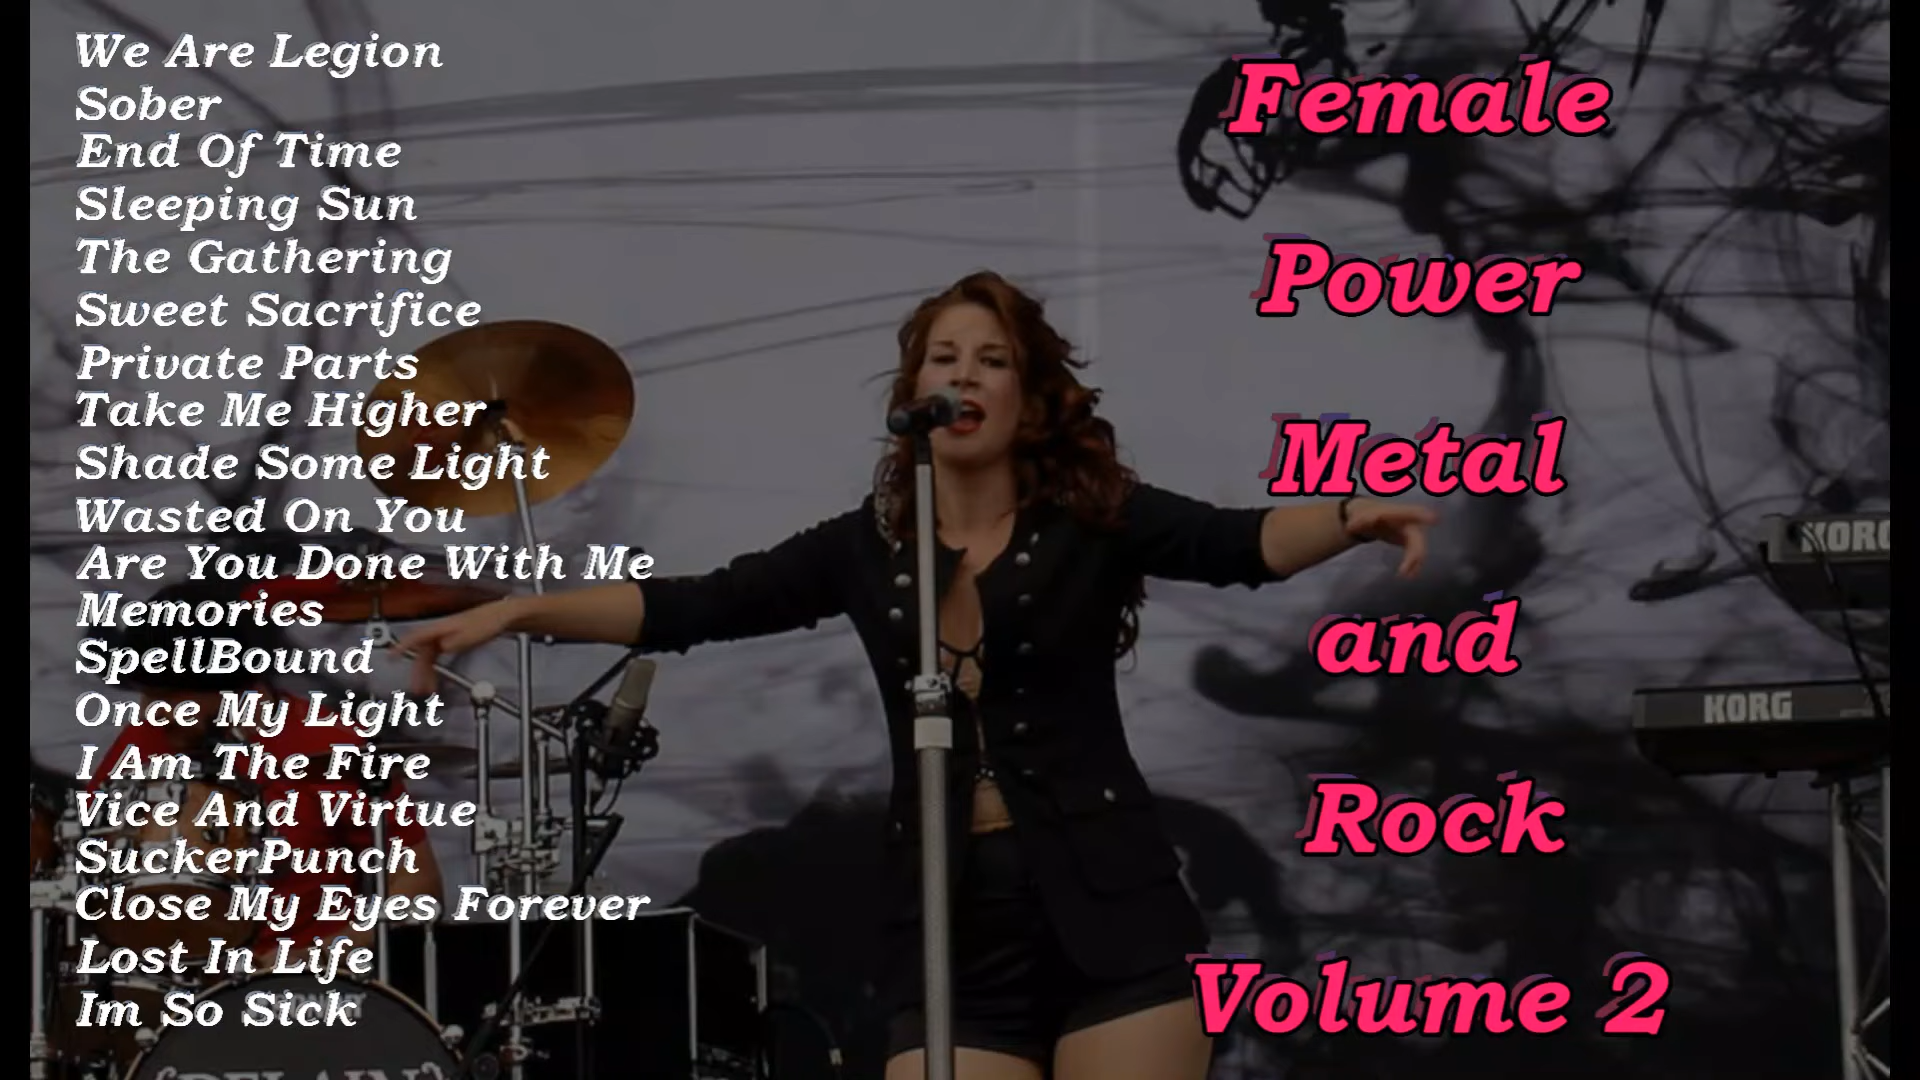 We Are Legion
Sober
End Of Time
Sleeping Sun
The Gathering
Sweet Sacrifice
Private Parts
Take Me Higher
Shade Some Light
Wasted On You
Are You Done With Me
Memories
SpellBound
Once My Light
I Am The Fire
Vice And Virtue
SuckerPunch
Close My Eyes Forever
Lost In Life
Im So Sick
Female
Power
Metal
and
Rock
Volume 2
KORG
KORG
DELAIN